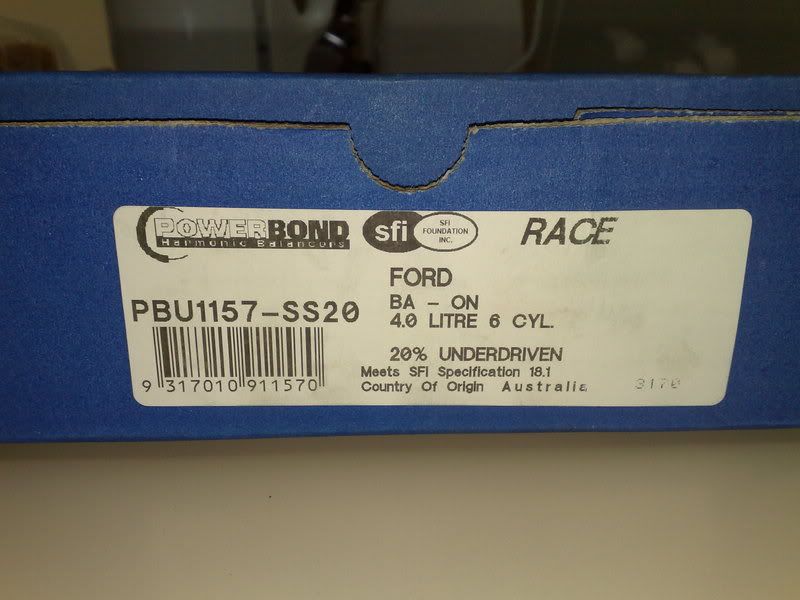 POWERBOND
Harmonic Balancers
sfi
SFI
FOUNDATION
INC.
RACE
FORD
BA - ON
4.0 LITRE 6 CYL.
PBU1157-SS20
20% UNDERDRIVEN
9 317010 911570
Meets SFI Specification 18.1
Country Of Origin Australia